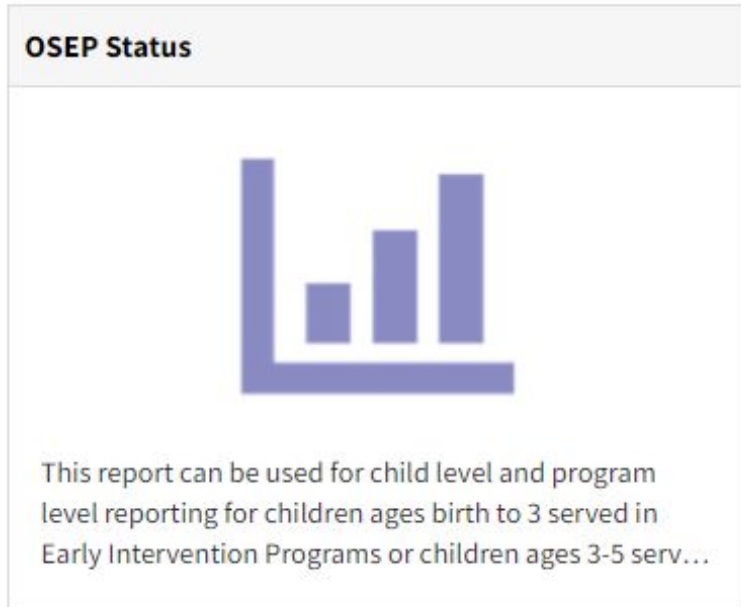 OSEP Status
This report can be used for child level and program
level reporting for children ages birth to 3 served in
Early Intervention Programs or children ages 3-5 serv…